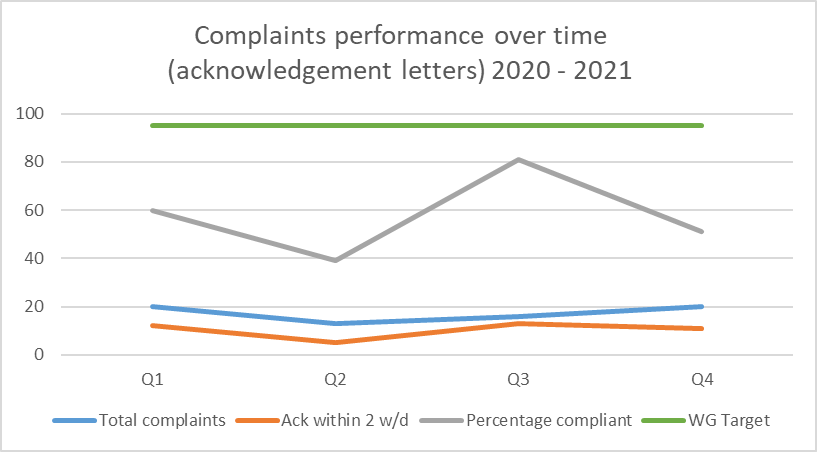 Complaints performance over time
(acknowledgement letters) 2020 - 2021
100
80
60
40
20
0
Q1 Q2 Q3 Q4
Total complaints Ack within 2 w/d Percentage compliant WG Target